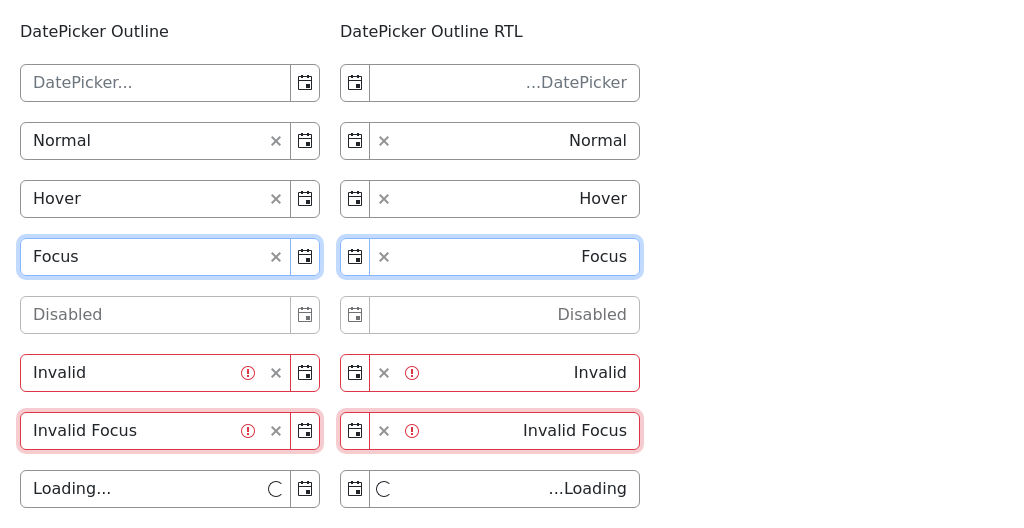 DatePicker Outline
DatePicker Outline RTL
DatePicker...
...DatePicker
Normal
Normal
Hover
Hover
Focus
Focus
Disabled
Disabled
Invalid
Invalid
Invalid Focus
Invalid Focus
Loading...
...Loading